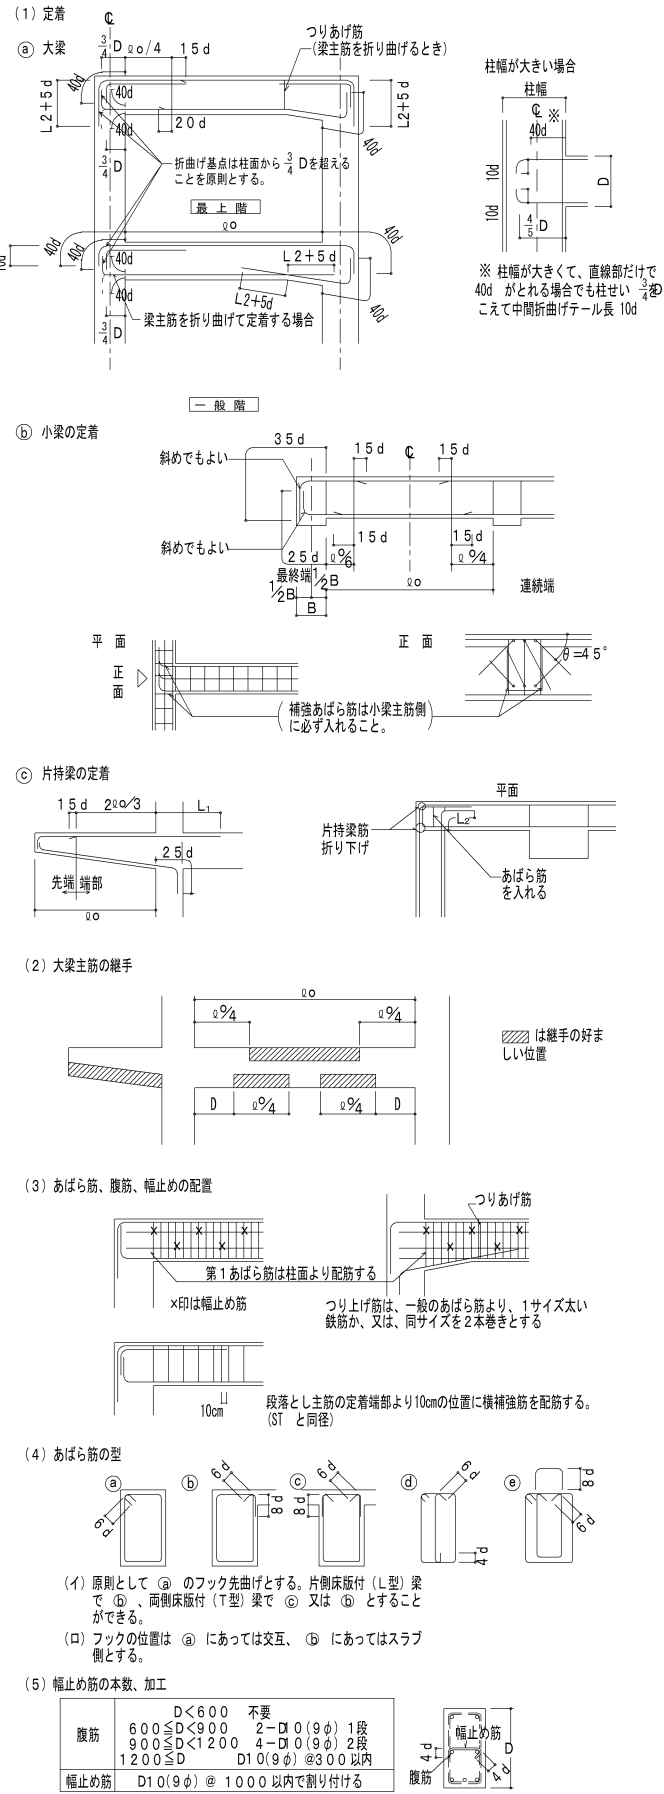 (1) 定着
ⓐ 大梁
℄
3/4 D
ℓo/4
15d
つりあげ筋
(梁主筋を折り曲げるとき)
40d
40d
L2+5d
L2+5d
40d
20d
40d
3/4 D
折曲げ基点は柱面から 3/4 Dを超える
ことを原則とする。
最上階
ℓo
40d
40d
40d
40d
40d
L2+5d
L2+5d
40d
40d
3/4 D
梁主筋を折り曲げて定着する場合
一般階
柱幅が大きい場合
柱幅
℄ ※
40d
10d
10d
D
4/5 D
※ 柱幅が大きくて、直線部だけで
40d がとれる場合でも柱せい 3/4Dを
こえて中間折曲げテール長 10d
ⓑ 小梁の定着
35d
15d
℄
15d
斜めでもよい
斜めでもよい
15d
15d
25d
ℓo/6
ℓo/4
最終端
1/2B
1/2B
B
ℓo
連続端
平 面
正 面
正面
θ=45°
(補強あばら筋は小梁主筋側
に必ず入れること。)
ⓒ 片持梁の定着
15d
2ℓo/3
L1
25d
先端
端部
ℓo
平面
片持梁筋
折り下げ
L2
あばら筋
を入れる
(2) 大梁主筋の継手
ℓo
ℓo/4
ℓo/4
は継手の好ま
しい位置
D
ℓo/4
ℓo/4
D
(3) あばら筋、腹筋、幅止めの配置
つりあげ筋
第1あばら筋は柱面より配筋する
×印は幅止め筋
つり上げ筋は、一般のあばら筋より、1サイズ太い
鉄筋か、又は、同サイズを2本巻きとする
10cm
段落とし主筋の定着端部より10cmの位置に横補強筋を配筋する。
(ST と同径)
(4) あばら筋の型
ⓐ
6d
ⓑ
6d
8d
ⓒ
6d
8d
8d
ⓓ
6d
4d
ⓔ
8d
6d
(イ) 原則として ⓐ のフック先曲げとする。片側床版付(L型)梁
で ⓑ 、両側床版付(T型)梁で ⓒ 又は ⓑ とすること
ができる。
(ロ) フックの位置は ⓐ にあっては交互、 ⓑ にあってはスラブ
側とする。
(5) 幅止め筋の本数、加工
腹筋
D<600 不要
600≦D<900 2-D10(9φ) 1段
900≦D<1200 4-D10(9φ) 2段
1200≦D D10(9φ) @300以内
幅止め筋
D10(9φ) @ 1000以内で割り付ける
幅止め筋
4d
D
腹筋
4d